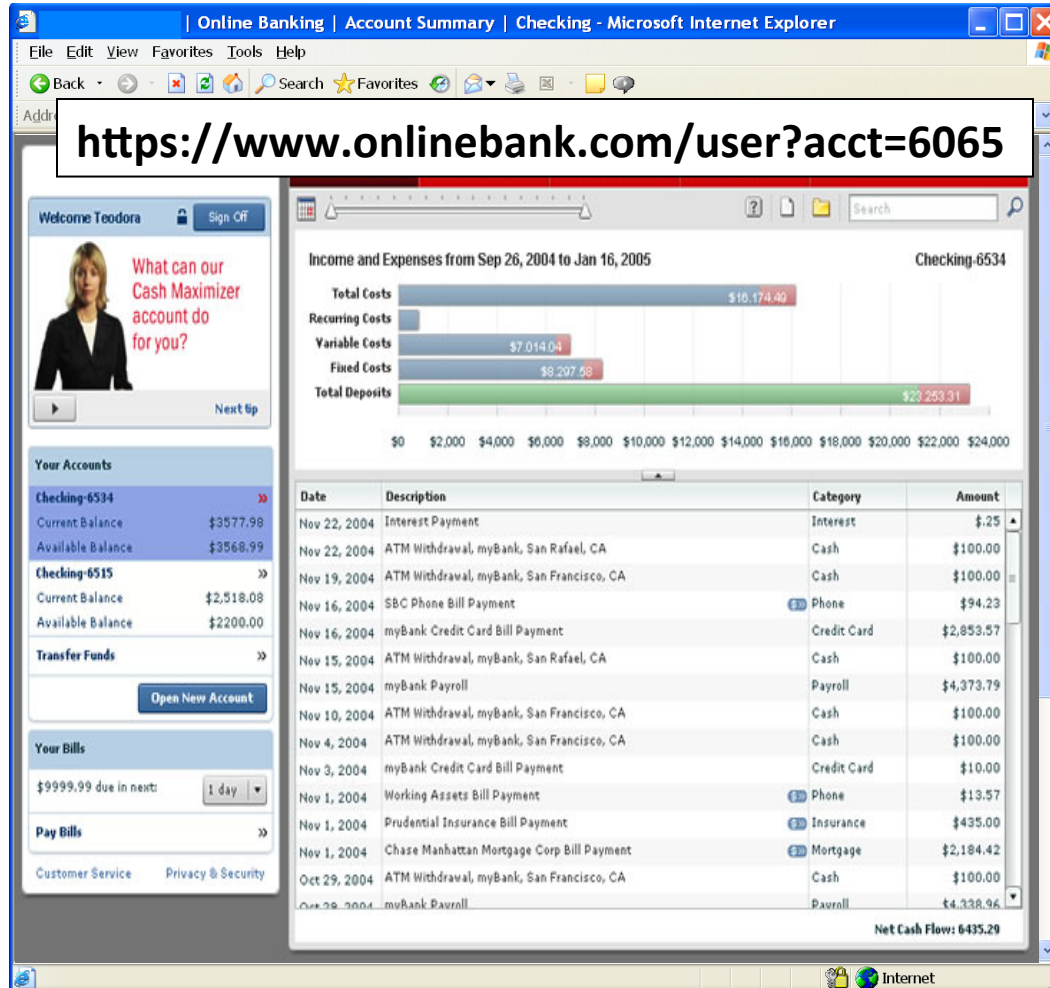 | Online Banking | Account Summary | Checking - Microsoft Internet Explorer
File Edit View Favorites Tools Help
Back Search Favorites
https://www.onlinebank.com/user?acct=6065
Welcome Teodora Sign Off
Search
What can our
Cash Maximizer
account do
for you?
Next tip
Income and Expenses from Sep 26, 2004 to Jan 16, 2005 Checking-6534
Total Costs $16,174.49
Recurring Costs
Variable Costs $7,014.04
Fixed Costs $8,297.58
Total Deposits $23,253.31
$0 $2,000 $4,000 $6,000 $8,000 $10,000 $12,000 $14,000 $16,000 $18,000 $20,000 $22,000 $24,000
Your Accounts
Checking-6534 »
Current Balance $3577.98
Available Balance $3568.99
Checking-6515 »
Current Balance $2,518.08
Available Balance $2200.00
Transfer Funds »
Open New Account
Your Bills
$9999.99 due in next: 1 day
Pay Bills »
Customer Service Privacy & Security
Date Description Category Amount
Nov 22, 2004 Interest Payment Interest $.25
Nov 22, 2004 ATM Withdrawal, myBank, San Rafael, CA Cash $100.00
Nov 19, 2004 ATM Withdrawal, myBank, San Francisco, CA Cash $100.00
Nov 16, 2004 SBC Phone Bill Payment Phone $94.23
Nov 16, 2004 myBank Credit Card Bill Payment Credit Card $2,853.57
Nov 15, 2004 ATM Withdrawal, myBank, San Rafael, CA Cash $100.00
Nov 15, 2004 myBank Payroll Payroll $4,373.79
Nov 10, 2004 ATM Withdrawal, myBank, San Francisco, CA Cash $100.00
Nov 4, 2004 ATM Withdrawal, myBank, San Francisco, CA Cash $100.00
Nov 3, 2004 myBank Credit Card Bill Payment Credit Card $10.00
Nov 1, 2004 Working Assets Bill Payment Phone $13.57
Nov 1, 2004 Prudential Insurance Bill Payment Insurance $435.00
Nov 1, 2004 Chase Manhattan Mortgage Corp Bill Payment Mortgage $2,184.42
Oct 29, 2004 ATM Withdrawal, myBank, San Francisco, CA Cash $100.00
Oct 29, 2004 myBank Payroll Payroll $4,338.96
Net Cash Flow: 6435.29
Internet